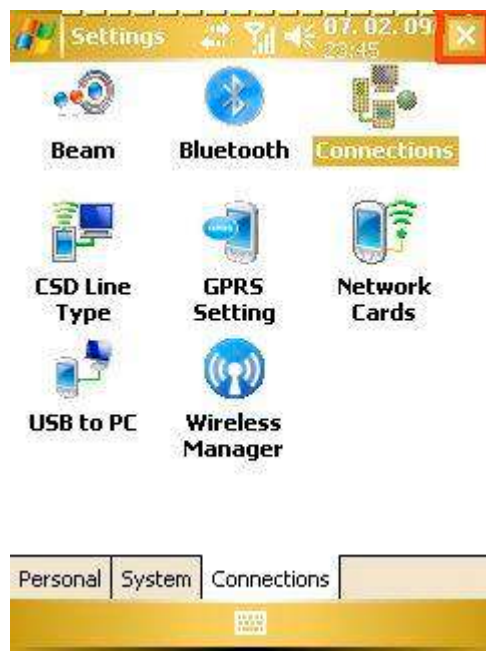 Settings
07. 02. 09
23:45
Beam
Bluetooth
Connections
CSD Line
Type
GPRS
Setting
Network
Cards
USB to PC
Wireless
Manager
Personal
System
Connections